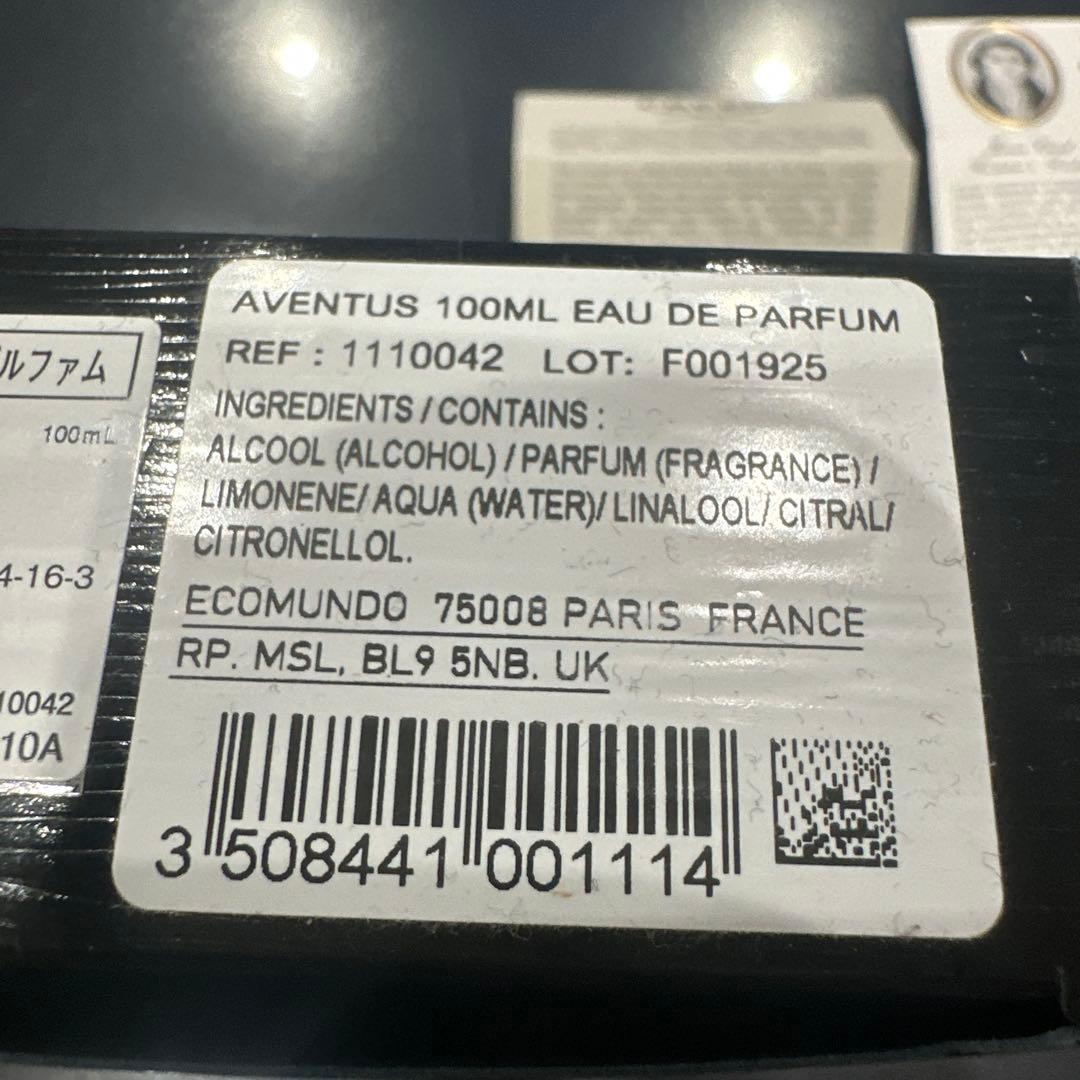 AVENTUS 100ML EAU DE PARFUM
REF : 1110042 LOT: F001925
INGREDIENTS / CONTAINS :
ALCOOL (ALCOHOL) / PARFUM (FRAGRANCE) /
LIMONENE/ AQUA (WATER)/ LINALOOL/ CITRAL/
CITRONELLOL.
ECOMUNDO 75008 PARIS FRANCE
RP. MSL, BL9 5NB. UK
3 508441 001114
ルファム
100mL
4-16-3
10042
10A